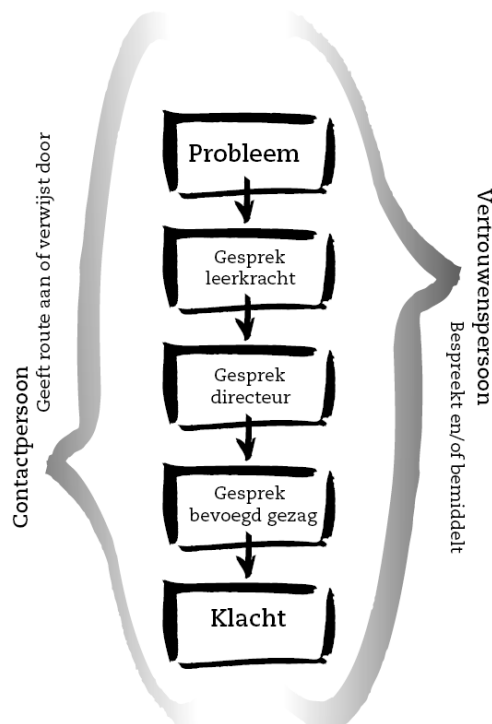 Probleem
Gesprek
leerkracht
Gesprek
directeur
Gesprek
bevoegd gezag
Klacht
Contactpersoon
Geeft route aan of verwijst door
Vertrouwenspersoon
Bespreekt en/of bemiddelt